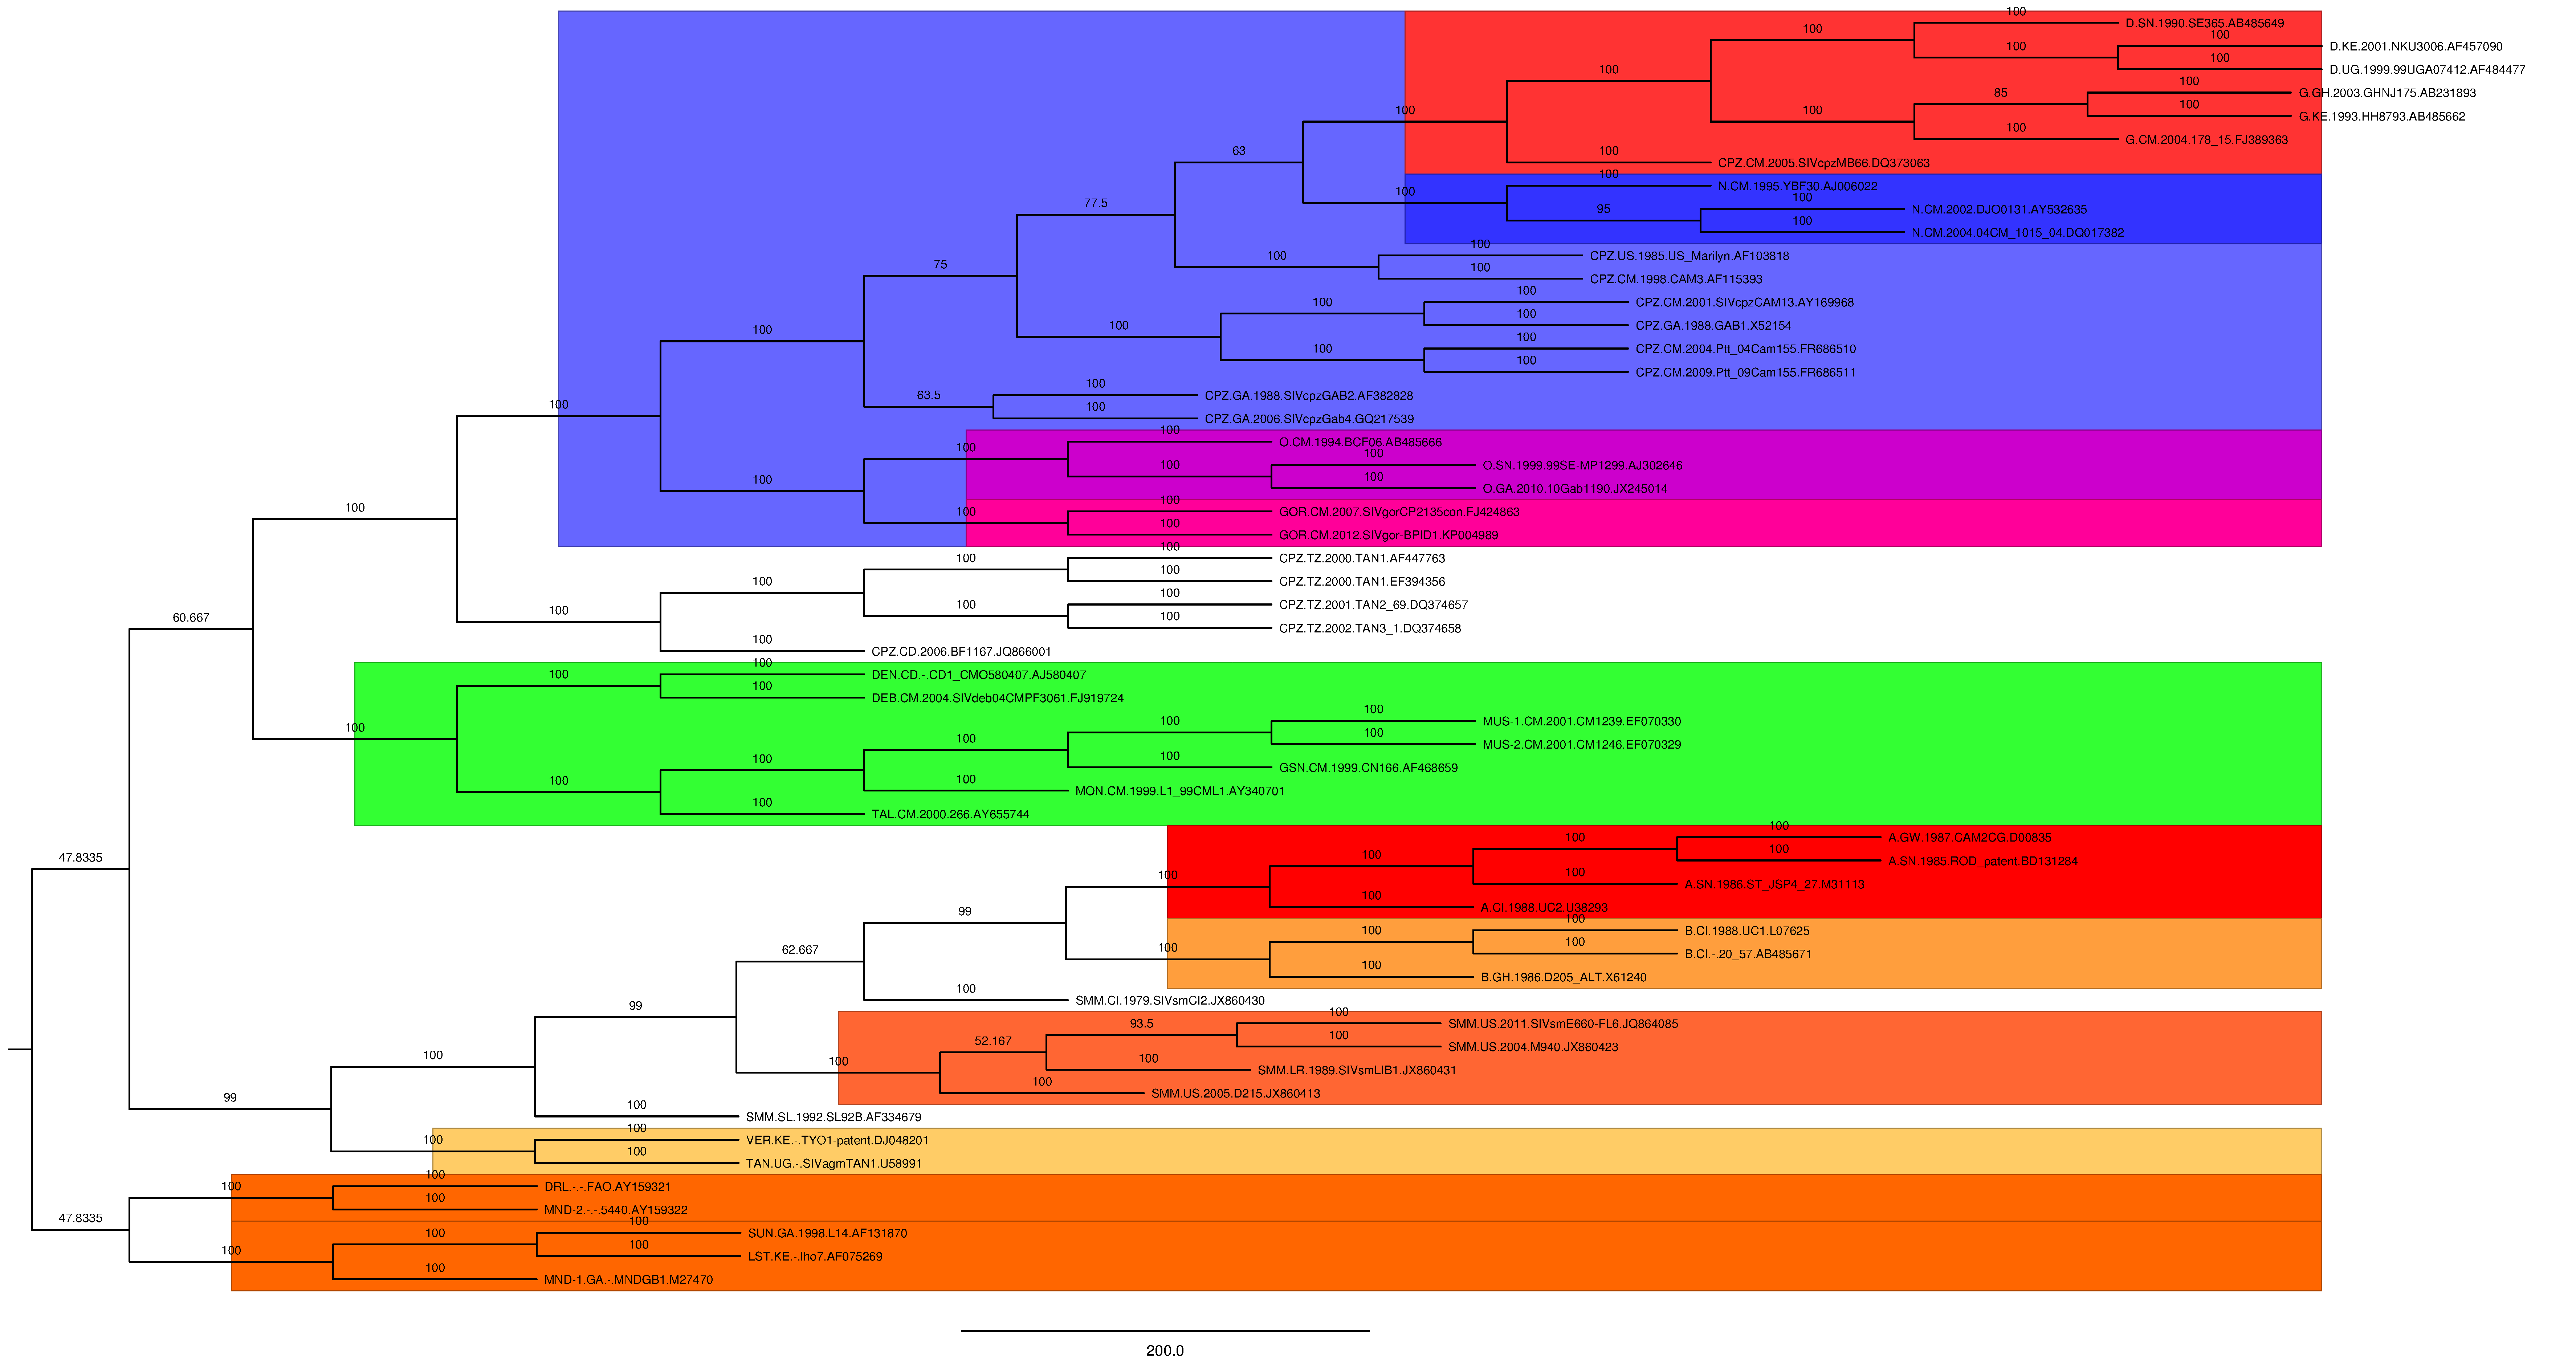 100
D.SN.1990.SE365.AB485649
100
100
D.KE.2001.NKU3006.AF457090
100
100
D.UG.1999.99UGA07412.AF484477
100
100
G.GH.2003.GHNJ175.AB231893
85
100
G.KE.1993.HH8793.AB485662
100
100
G.CM.2004.178_15.FJ389363
100
100
CPZ.CM.2005.SIVcpzMB66.DQ373063
63
100
N.CM.1995.YBF30.AJ006022
100
100
N.CM.2002.DJO0131.AY532635
95
100
N.CM.2004.04CM_1015_04.DQ017382
77.5
100
CPZ.US.1985.US_Marilyn.AF103818
100
100
CPZ.CM.1998.CAM3.AF115393
75
100
CPZ.CM.2001.SIVcpzCAM13.AY169968
100
100
CPZ.GA.1988.GAB1.X52154
100
100
CPZ.CM.2004.Ptt_04Cam155.FR686510
100
100
CPZ.CM.2009.Ptt_09Cam155.FR686511
100
100
CPZ.GA.1988.SIVcpzGAB2.AF382828
63.5
100
CPZ.GA.2006.SIVcpzGab4.GQ217539
100
100
O.CM.1994.BCF06.AB485666
100
100
O.SN.1999.99SE-MP1299.AJ302646
100
100
O.GA.2010.10Gab1190.JX245014
100
100
GOR.CM.2007.SIVgorCP2135con.FJ424863
100
100
GOR.CM.2012.SIVgor-BPID1.KP004989
100
100
CPZ.TZ.2000.TAN1.AF447763
100
100
CPZ.TZ.2000.TAN1.EF394356
100
100
CPZ.TZ.2001.TAN2_69.DQ374657
100
100
CPZ.TZ.2002.TAN3_1.DQ374658
100
100
CPZ.CD.2006.BF1167.JQ866001
60.667
100
DEN.CD.-.CD1_CMO580407.AJ580407
100
100
DEB.CM.2004.SIVdeb04CMPF3061.FJ919724
100
100
MUS-1.CM.2001.CM1239.EF070330
100
100
MUS-2.CM.2001.CM1246.EF070329
100
100
GSN.CM.1999.CN166.AF468659
100
100
MON.CM.1999.L1_99CML1.AY340701
100
100
TAL.CM.2000.266.AY655744
47.8335
100
A.GW.1987.CAM2CG.D00835
100
100
A.SN.1985.ROD_patent.BD131284
100
100
A.SN.1986.ST_JSP4_27.M31113
100
100
A.CI.1988.UC2.U38293
99
100
B.CI.1988.UC1.L07625
100
100
B.CI.-.20_57.AB485671
100
100
B.GH.1986.D205_ALT.X61240
62.667
100
SMM.CI.1979.SIVsmCI2.JX860430
99
100
SMM.US.2011.SIVsmE660-FL6.JQ864085
93.5
100
SMM.US.2004.M940.JX860423
52.167
100
SMM.LR.1989.SIVsmLIB1.JX860431
100
100
SMM.US.2005.D215.JX860413
100
100
SMM.SL.1992.SL92B.AF334679
99
100
VER.KE.-.TYO1-patent.DJ048201
100
100
TAN.UG.-.SIVagmTAN1.U58991
100
DRL.-.-.FAO.AY159321
100
100
MND-2.-.-.5440.AY159322
47.8335
100
SUN.GA.1998.L14.AF131870
100
100
LST.KE.-.lho7.AF075269
100
100
MND-1.GA.-.MNDGB1.M27470
200.0